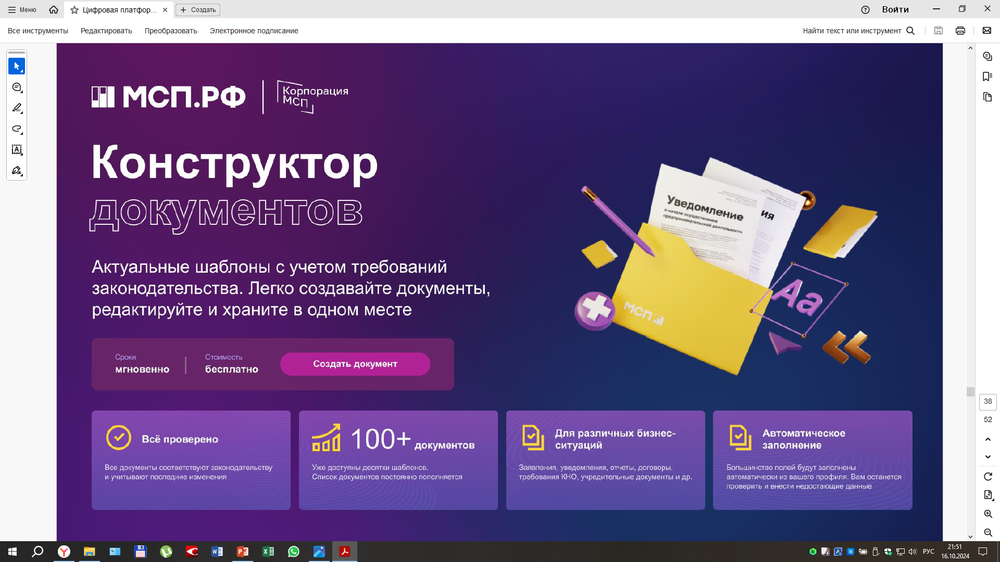 Меню
Цифровая платфор...
Создать
Войти
Все инструменты
Редактировать
Преобразовать
Электронное подписание
Найти текст или инструмент
МСП.РФ
Корпорация
МСП
Конструктор
документов
Актуальные шаблоны с учетом требований
законодательства. Легко создавайте документы,
редактируйте и храните в одном месте
Уведомление
о начале осуществления
предпринимательской деятельности
ия
МСП
Aa
Сроки
мгновенно
Стоимость
бесплатно
Создать документ
Всё проверено
Все документы соответствуют законодательству
и учитывают последние изменения
100+ документов
Уже доступны десятки шаблонов.
Список документов постоянно пополняется
Для различных бизнес-
ситуаций
Заявления, уведомления, отчеты, договоры,
требования КНО, учредительные документы и др.
Автоматическое
заполнение
Большинство полей будут заполнены
автоматически из вашего профиля. Вам останется
проверить и внести недостающие данные
38
52
РУС
21:51
16.10.2024